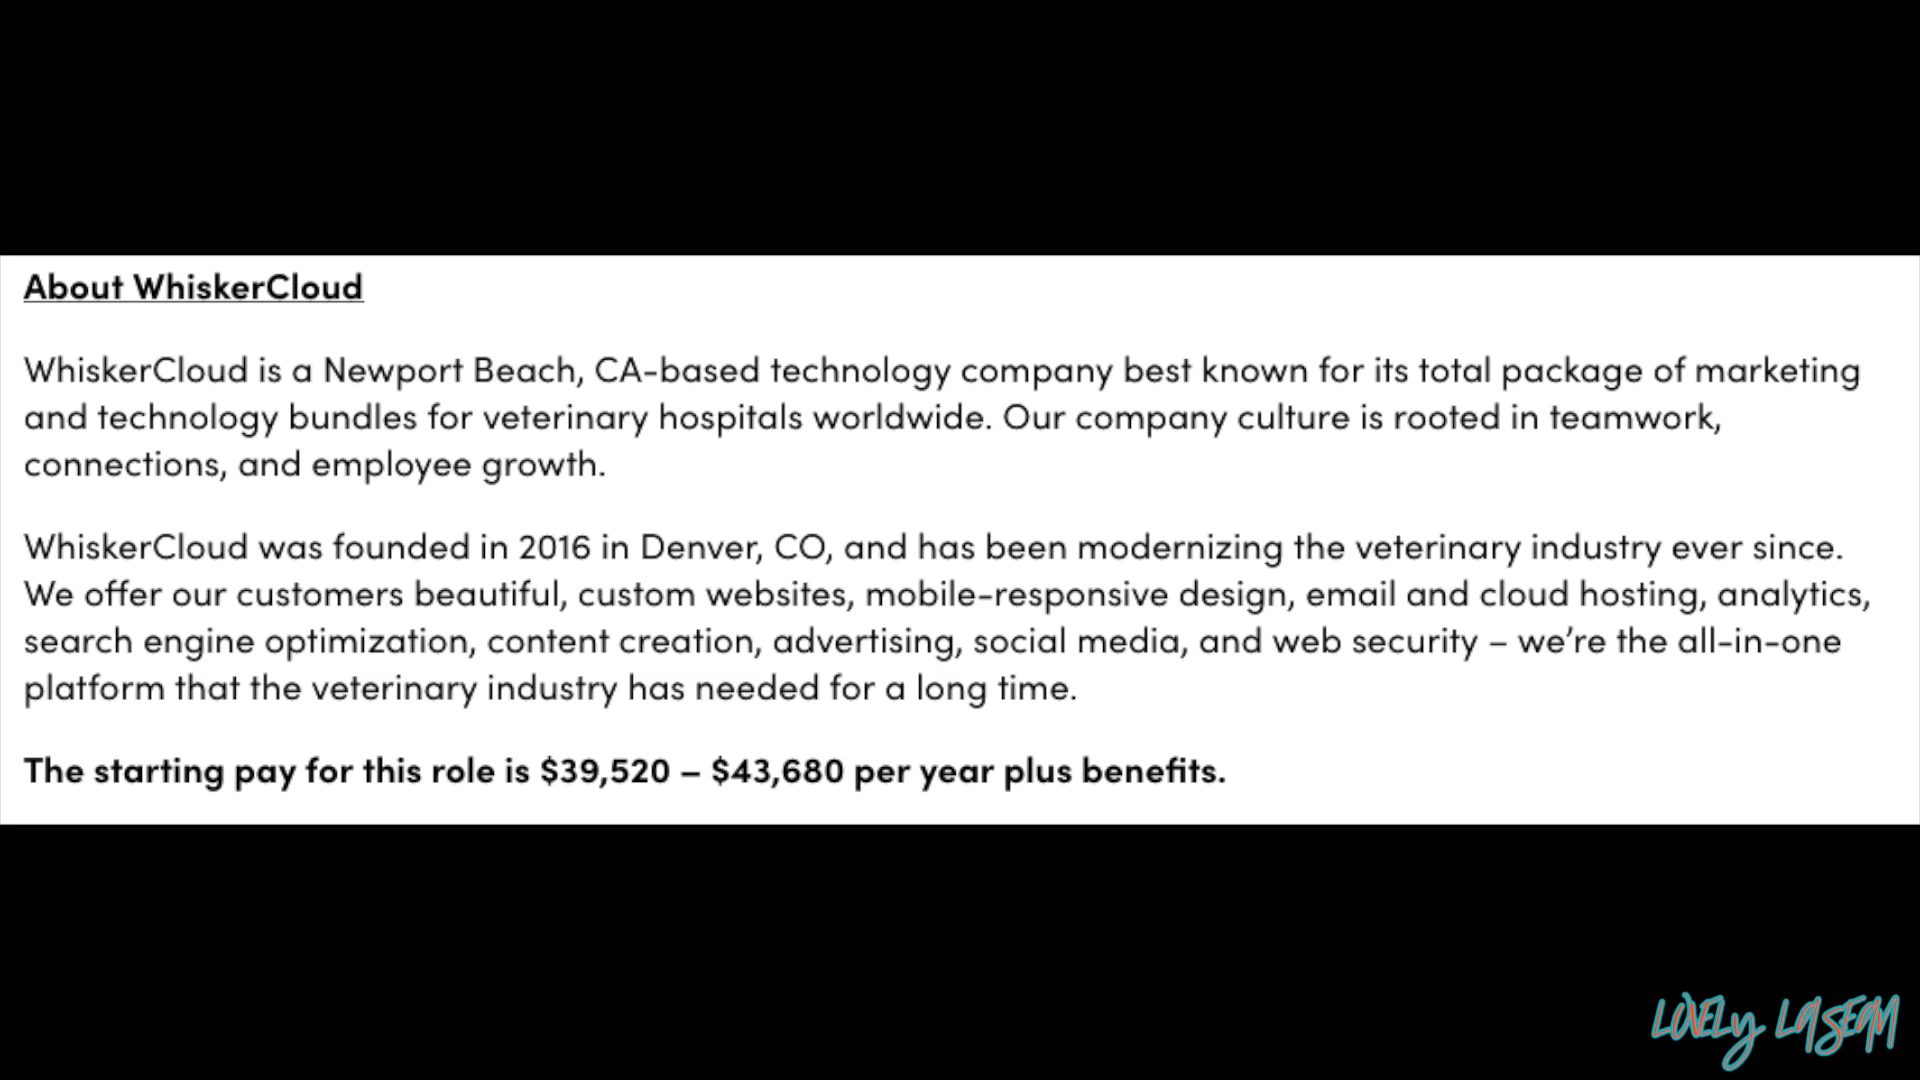 About WhiskerCloud
WhiskerCloud is a Newport Beach, CA-based technology company best known for its total package of marketing
and technology bundles for veterinary hospitals worldwide. Our company culture is rooted in teamwork,
connections, and employee growth.
WhiskerCloud was founded in 2016 in Denver, CO, and has been modernizing the veterinary industry ever since.
We offer our customers beautiful, custom websites, mobile-responsive design, email and cloud hosting, analytics,
search engine optimization, content creation, advertising, social media, and web security – we’re the all-in-one
platform that the veterinary industry has needed for a long time.
The starting pay for this role is $39,520 – $43,680 per year plus benefits.
LOVELy LASEAN